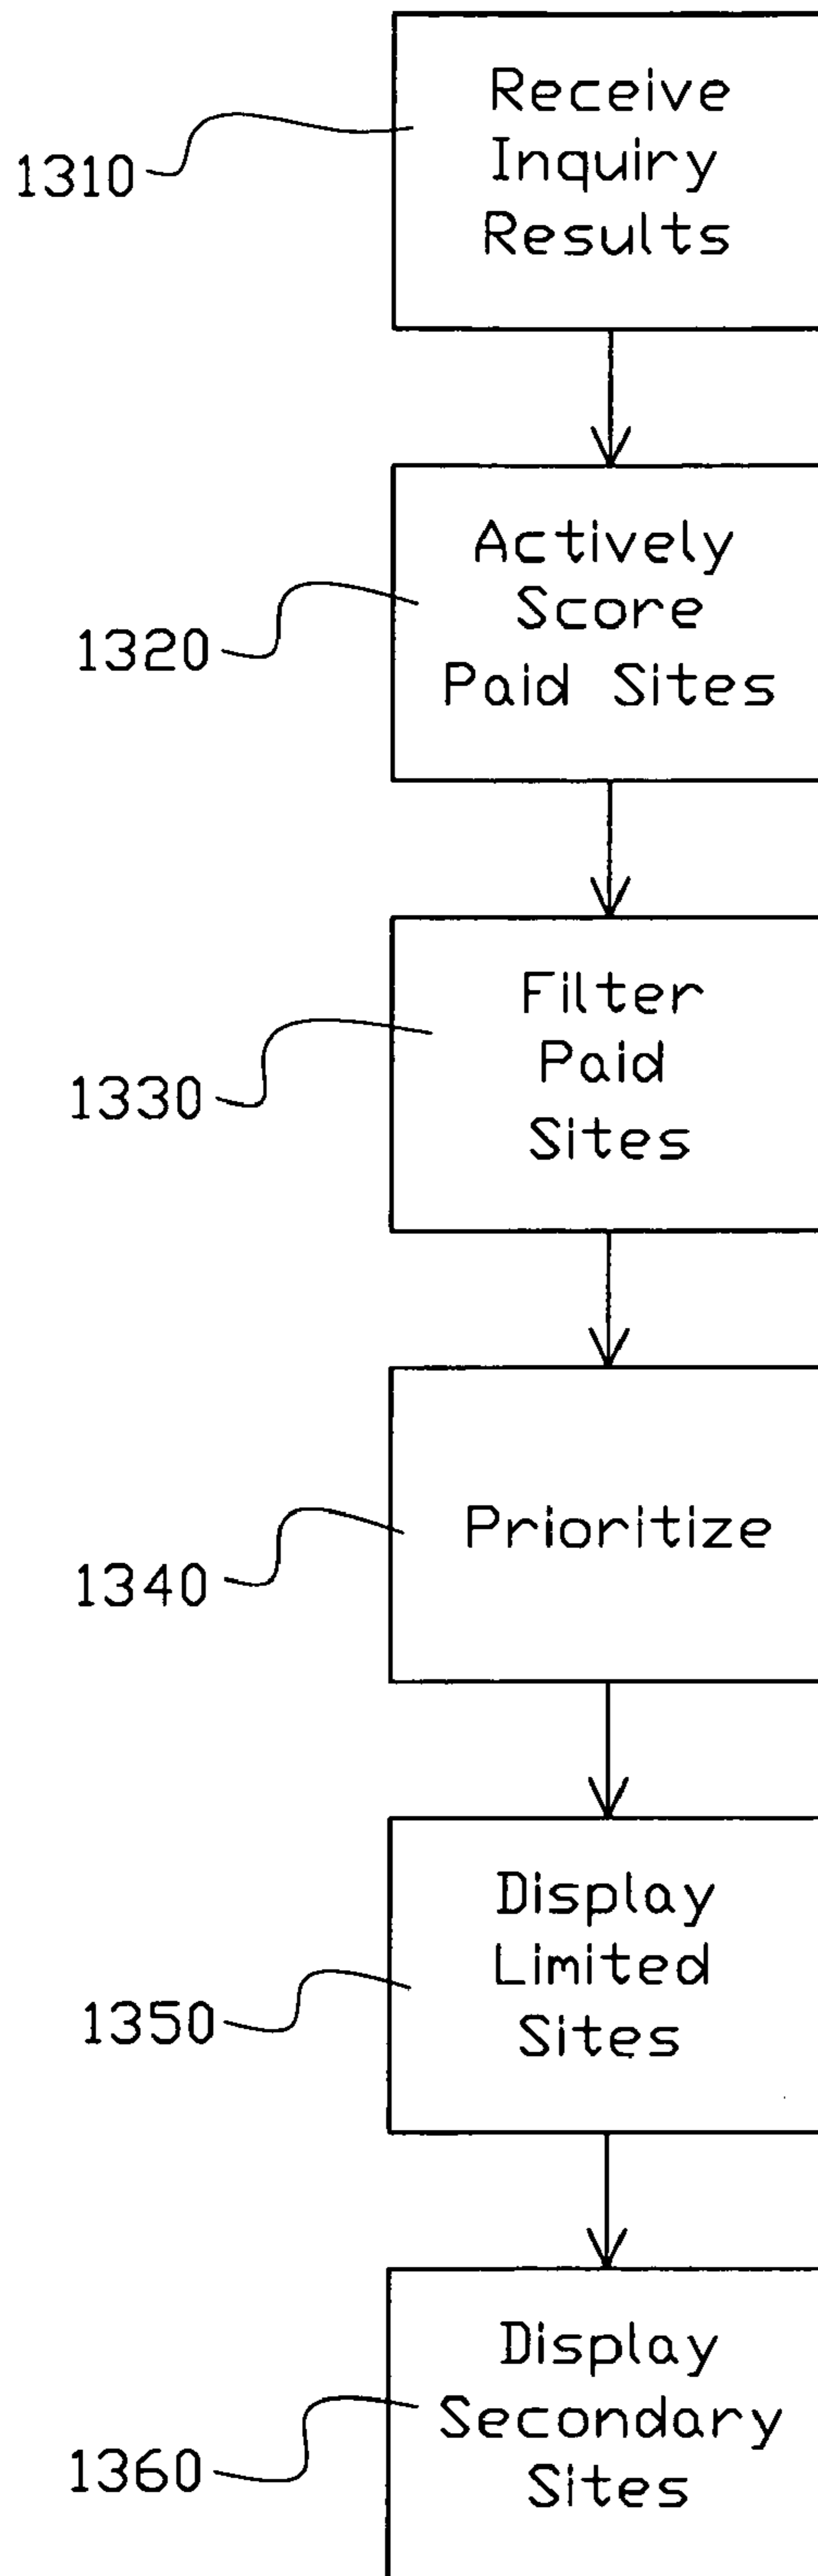 Receive
Inquiry
Results
1310
Actively
Score
Paid Sites
1320
Filter
Paid
Sites
1330
Prioritize
1340
Display
Limited
Sites
1350
Display
Secondary
Sites
1360